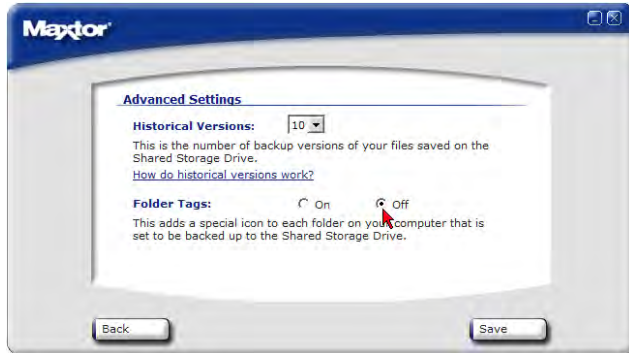 Maxtor
Advanced Settings
Historical Versions: 10
This is the number of backup versions of your files saved on the
Shared Storage Drive.
How do historical versions work?
Folder Tags: On Off
This adds a special icon to each folder on your computer that is
set to be backed up to the Shared Storage Drive.
Back Save